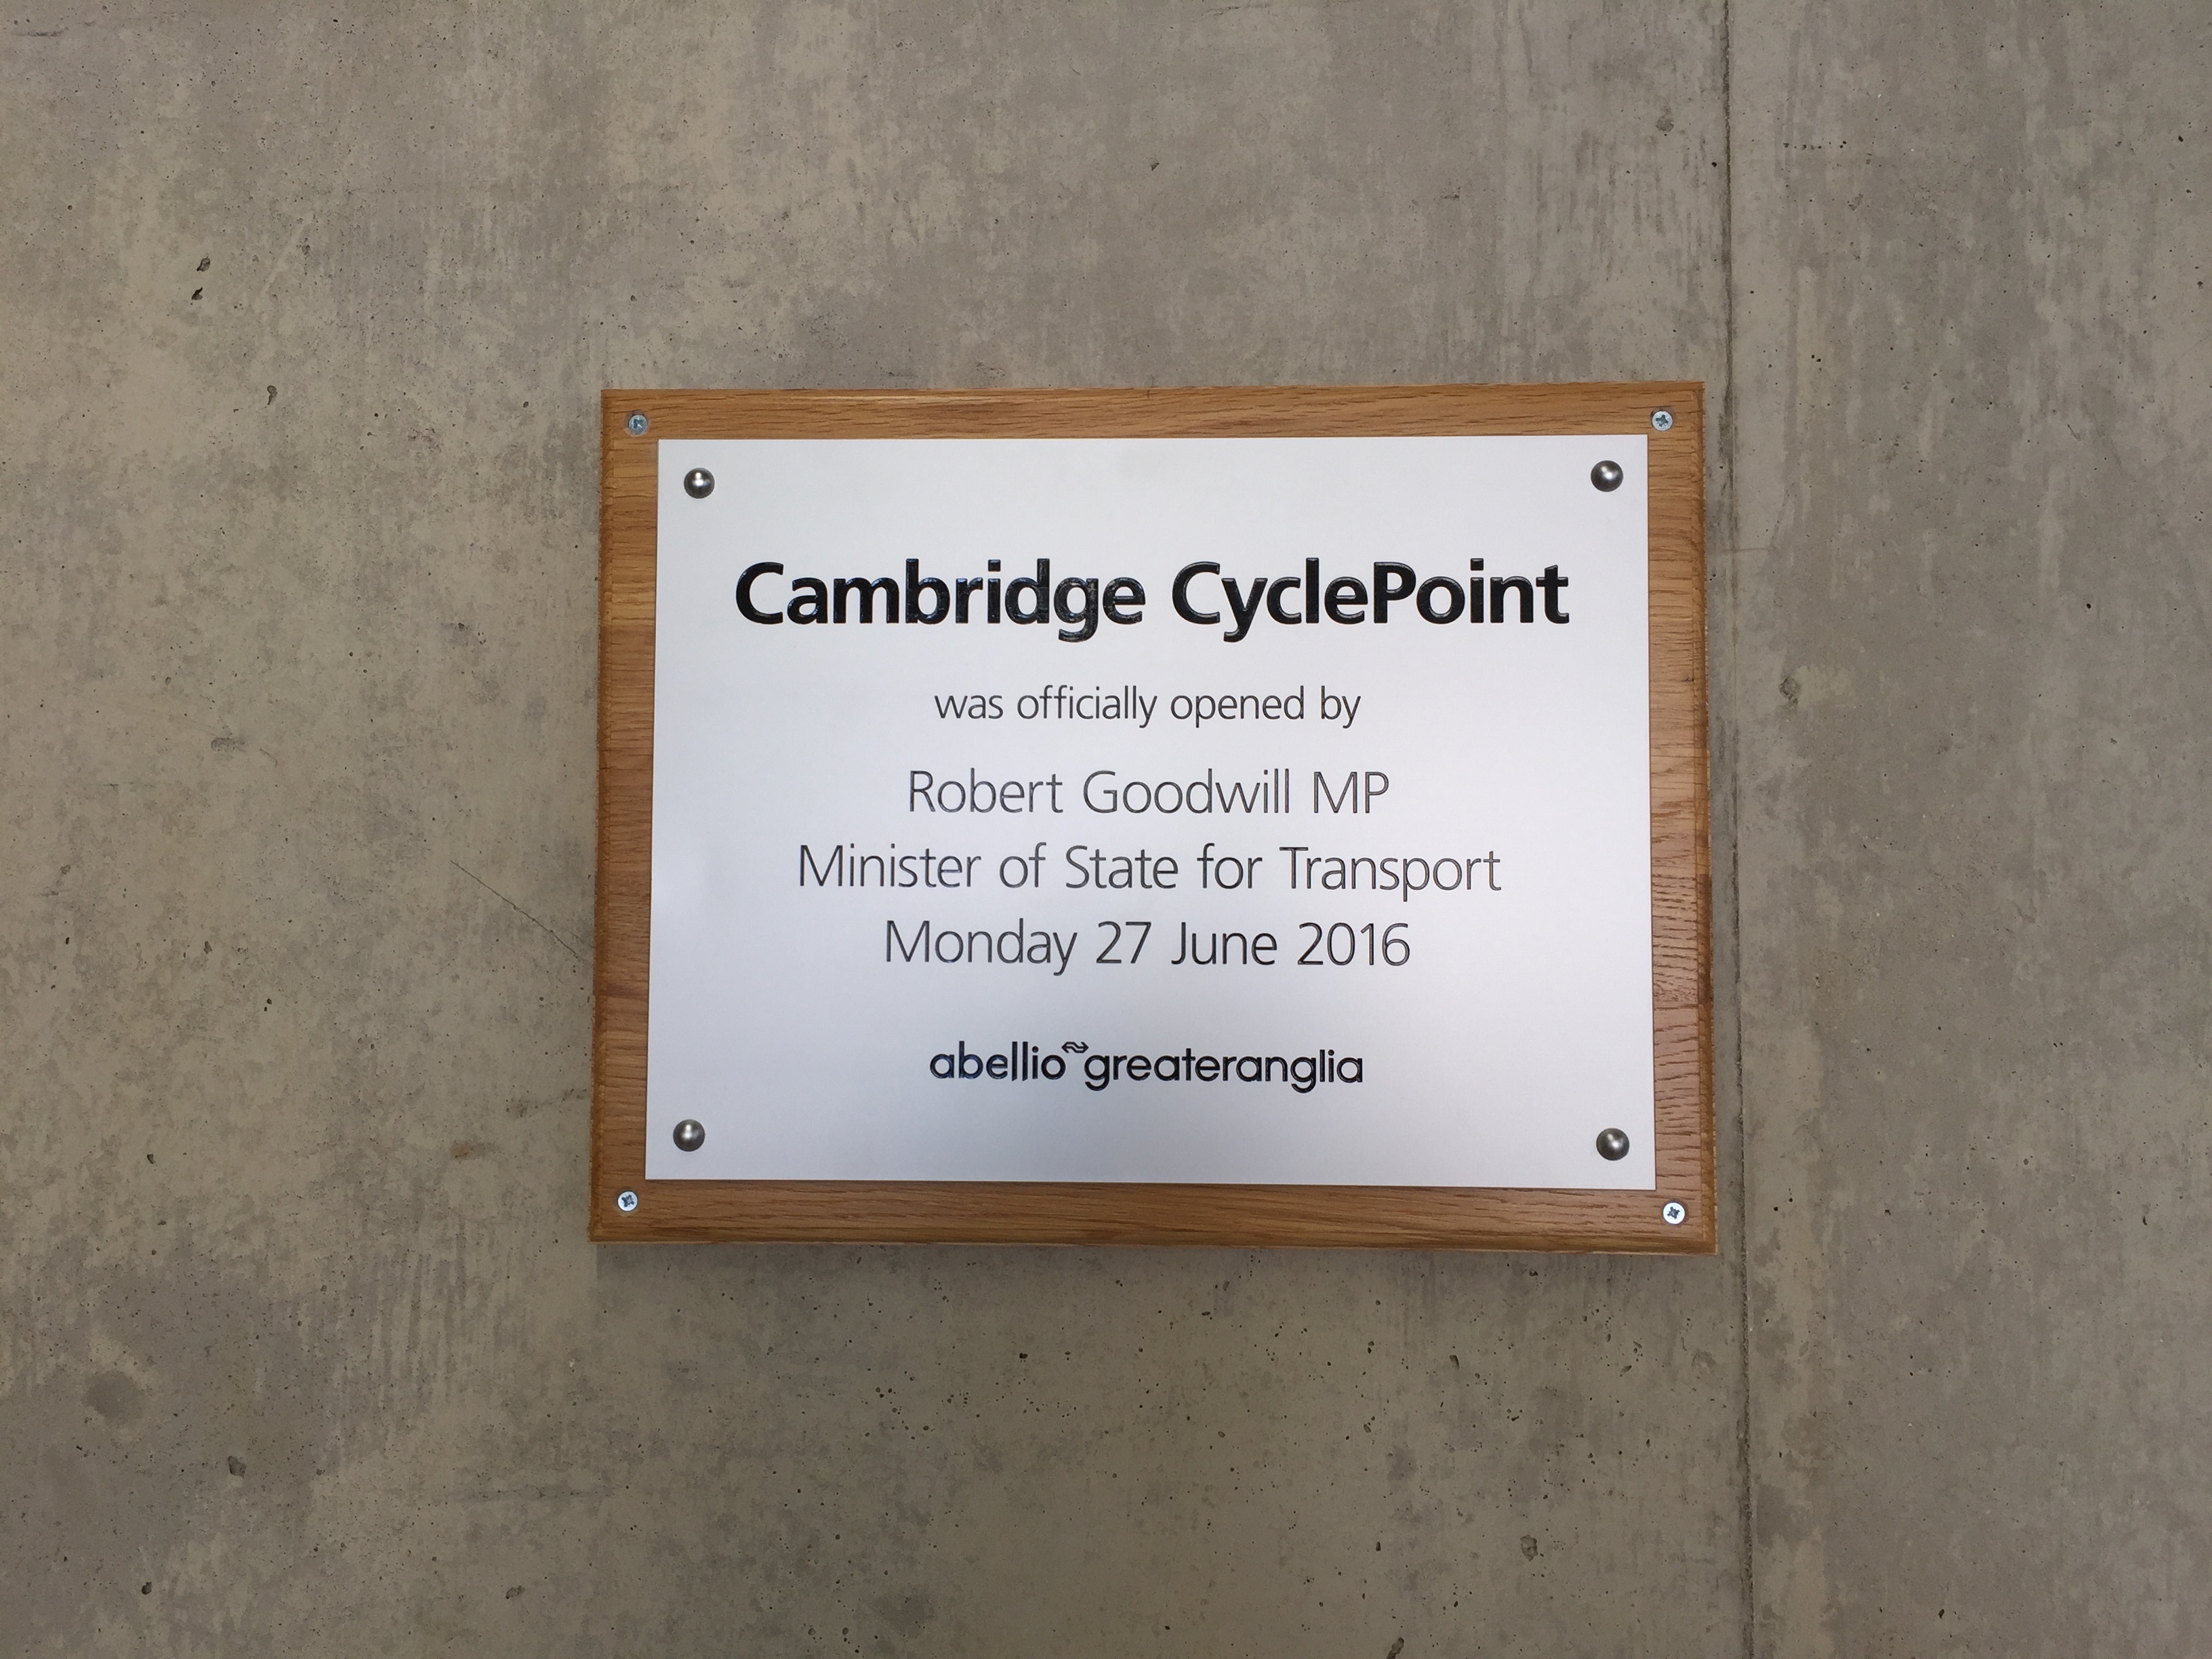 Cambridge CyclePoint
was officially opened by
Robert Goodwill MP
Minister of State for Transport
Monday 27 June 2016
abellio greateranglia